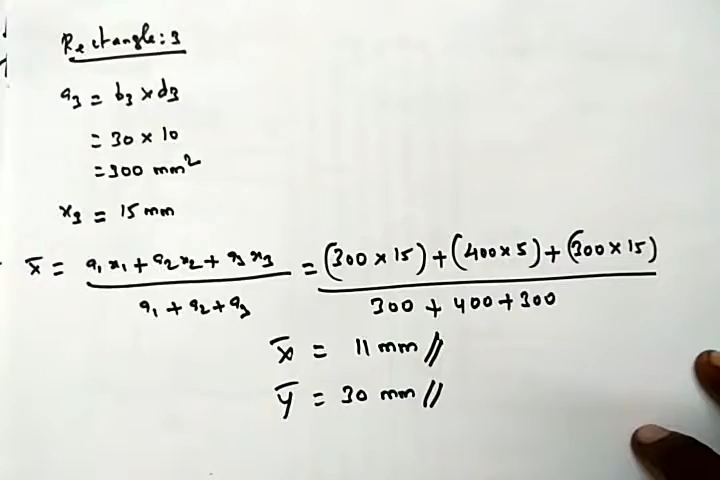 Rectangle: 3
a₃ = b₃ × d₃
= 30 × 10
= 300 mm²
x₃ = 15 mm
x̄ = a₁x₁ + a₂x₂ + a₃x₃ / a₁ + a₂ + a₃ = (300 × 15) + (400 × 5) + (300 × 15) / 300 + 400 + 300
x̄ = 11 mm //
ȳ = 30 mm //